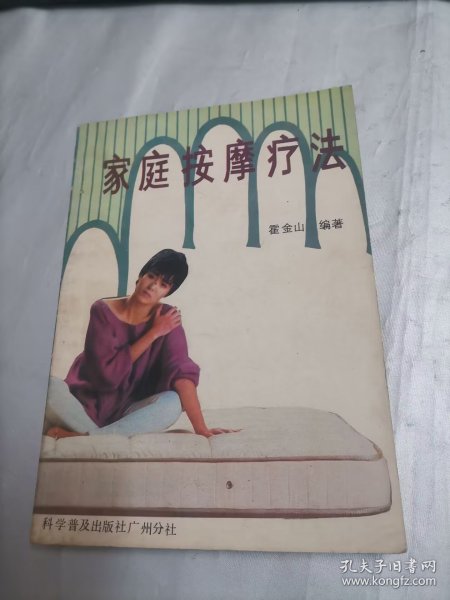 家庭按摩疗法
霍金山 编著
科学普及出版社广州分社
孔夫子旧书网
www.kongfz.com